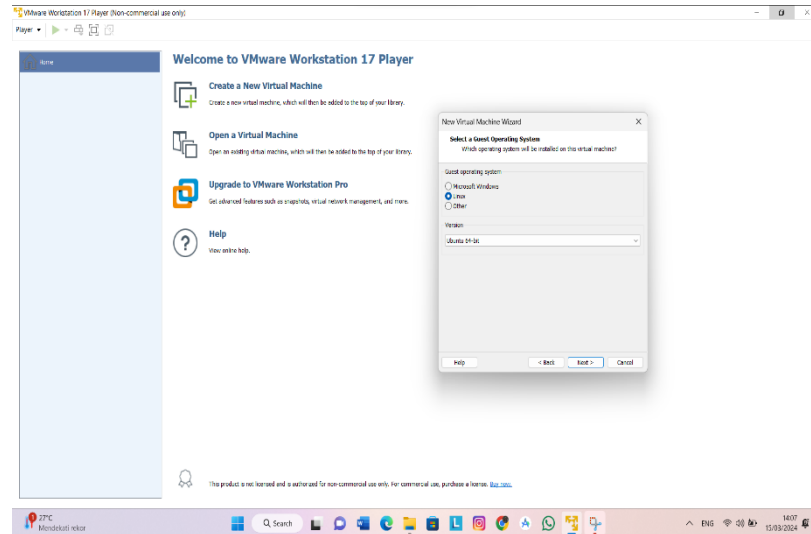 VMware Workstation 17 Player (Non-commercial use only)
Player
Home
Welcome to VMware Workstation 17 Player
Create a New Virtual Machine
Create a new virtual machine, which will then be added to the top of your library.
Open a Virtual Machine
Open an existing virtual machine, which will then be added to the top of your library.
Upgrade to VMware Workstation Pro
Get advanced features such as snapshots, virtual network management, and more.
Help
View online help.
New Virtual Machine Wizard
Select a Guest Operating System
Which operating system will be installed on this virtual machine?
Guest operating system
Microsoft Windows
Linux
Other
Version
Ubuntu 64-bit
Help
< Back
Next >
Cancel
This product is not licensed and is authorized for non-commercial use only. For commercial use, purchase a license. Buy now.
27°C
Mendekati rekor
Search
ENG
14:07
15/03/2024